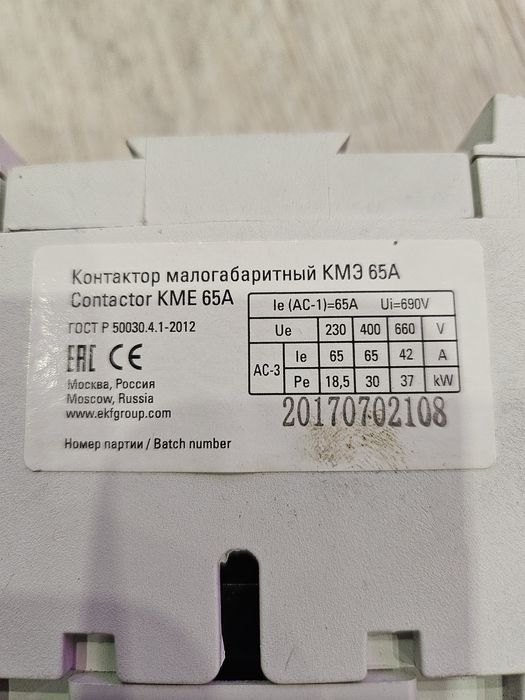 Контактор малогабаритный КМЭ 65А
Contactor KME 65A
Ie (AC-1)=65A Ui=690V
ГОСТ Р 50030.4.1-2012
Ue 230 400 660 V
AC-3 Ie 65 65 42 A
Pe 18,5 30 37 kW
EAC CE
Москва, Россия
Moscow, Russia
www.ekfgroup.com
20170702108
Номер партии / Batch number